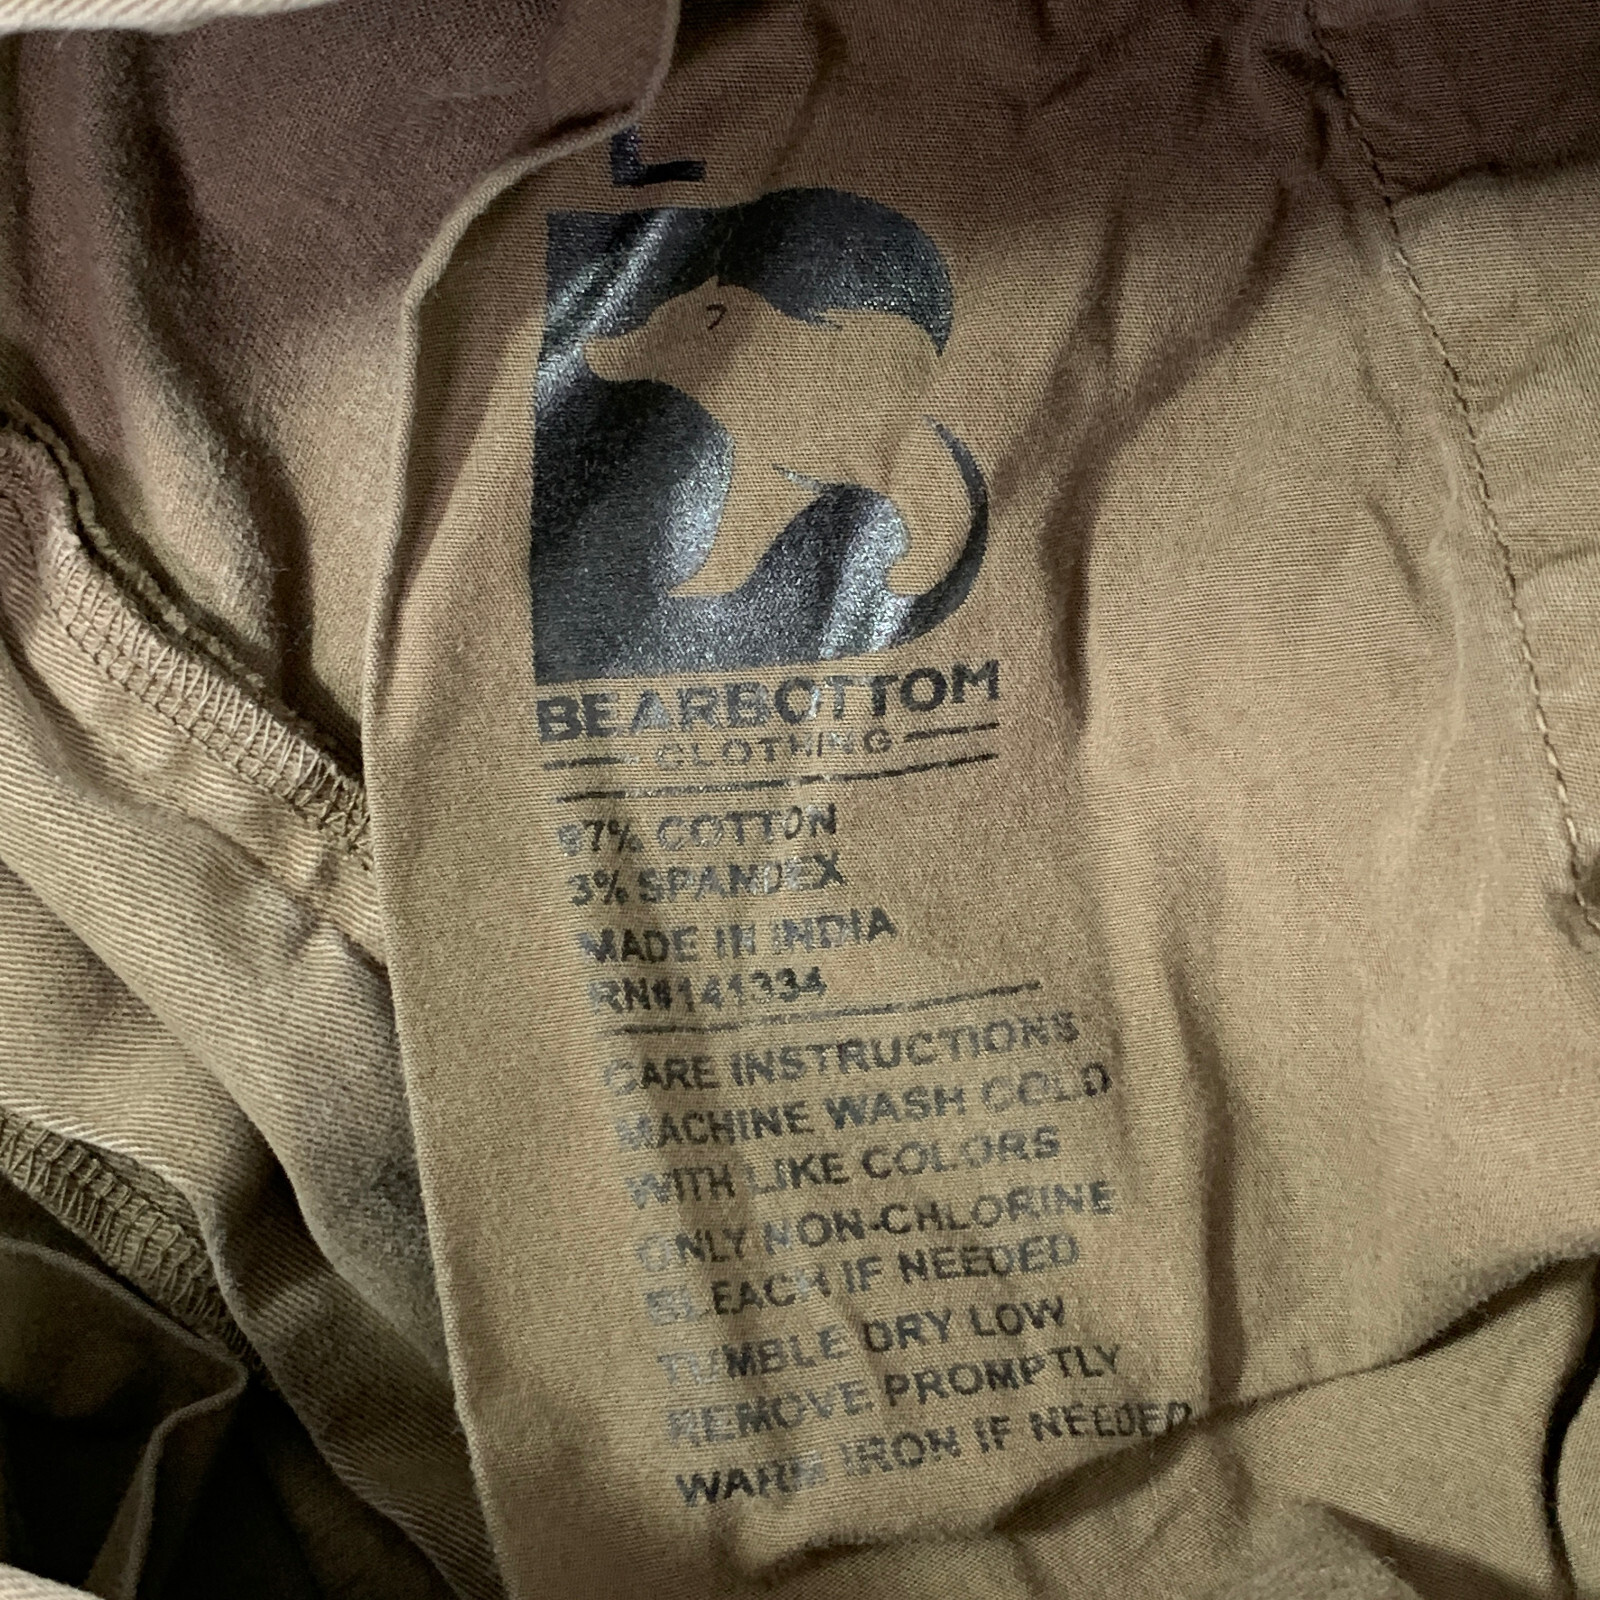 L
BEARBOTTOM
CLOTHING
97% COTTON
3% SPANDEX
MADE IN INDIA
RN#141334
CARE INSTRUCTIONS
MACHINE WASH COLD
WITH LIKE COLORS
ONLY NON-CHLORINE
BLEACH IF NEEDED
TUMBLE DRY LOW
REMOVE PROMPTLY
WARM IRON IF NEEDED